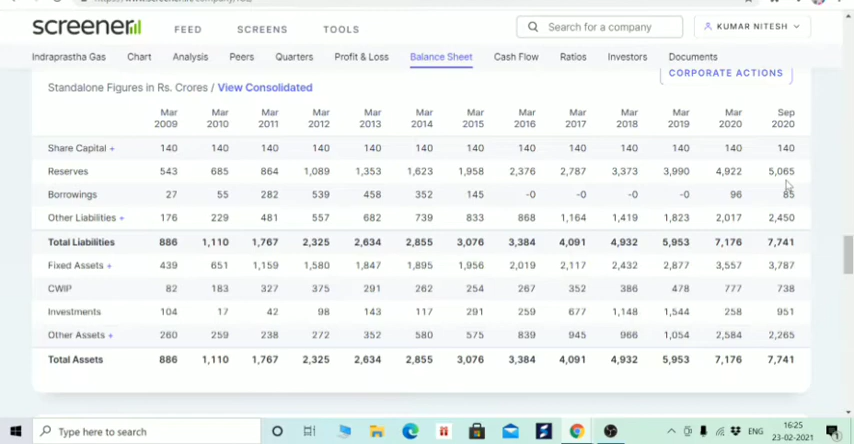 screener
FEED SCREENS TOOLS
Search for a company
KUMAR NITESH
Indraprastha Gas Chart Analysis Peers Quarters Profit & Loss Balance Sheet Cash Flow Ratios Investors Documents
CORPORATE ACTIONS
Standalone Figures in Rs. Crores / View Consolidated
Mar 2009 Mar 2010 Mar 2011 Mar 2012 Mar 2013 Mar 2014 Mar 2015 Mar 2016 Mar 2017 Mar 2018 Mar 2019 Mar 2020 Sep 2020
Share Capital + 140 140 140 140 140 140 140 140 140 140 140 140 140
Reserves 543 685 864 1,089 1,353 1,623 1,958 2,376 2,787 3,373 3,990 4,922 5,065
Borrowings 27 55 282 539 458 352 145 -0 -0 -0 -0 96 85
Other Liabilities + 176 229 481 557 682 739 833 868 1,164 1,419 1,823 2,017 2,450
Total Liabilities 886 1,110 1,767 2,325 2,634 2,855 3,076 3,384 4,091 4,932 5,953 7,176 7,741
Fixed Assets + 439 651 1,159 1,580 1,847 1,895 1,956 2,019 2,117 2,432 2,877 3,557 3,787
CWIP 82 183 327 375 291 262 254 267 352 386 478 777 738
Investments 104 17 42 98 143 117 291 259 677 1,148 1,544 258 951
Other Assets + 260 259 238 272 352 580 575 839 945 966 1,054 2,584 2,265
Total Assets 886 1,110 1,767 2,325 2,634 2,855 3,076 3,384 4,091 4,932 5,953 7,176 7,741
Type here to search
ENG
16:25
23-02-2021